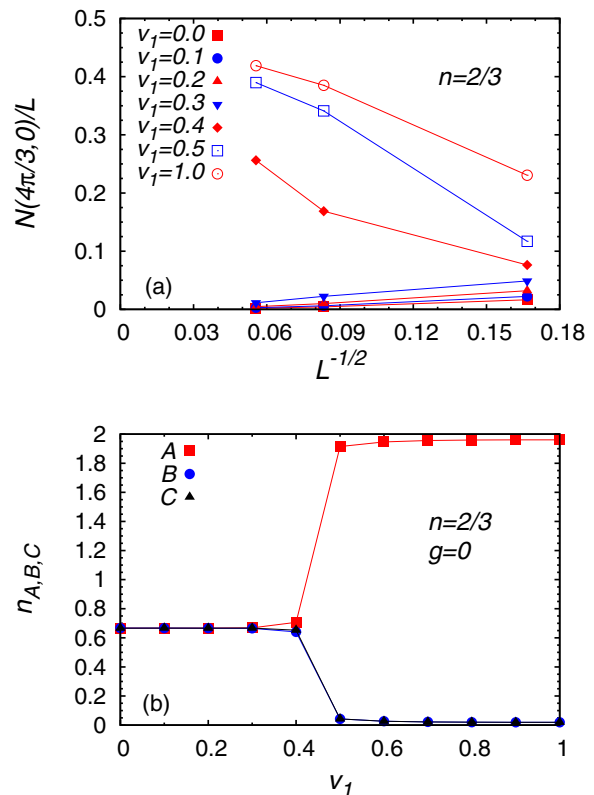 v₁=0.0
v₁=0.1
v₁=0.2
v₁=0.3
v₁=0.4
v₁=0.5
v₁=1.0
n=2/3
N(4π/3,0)/L
0.5
0.4
0.3
0.2
0.1
0
(a)
0 0.03 0.06 0.09 0.12 0.15 0.18
L^{-1/2}
A
B
C
n=2/3
g=0
n_{A,B,C}
2
1.8
1.6
1.4
1.2
1
0.8
0.6
0.4
0.2
0
(b)
0 0.2 0.4 0.6 0.8 1
v₁